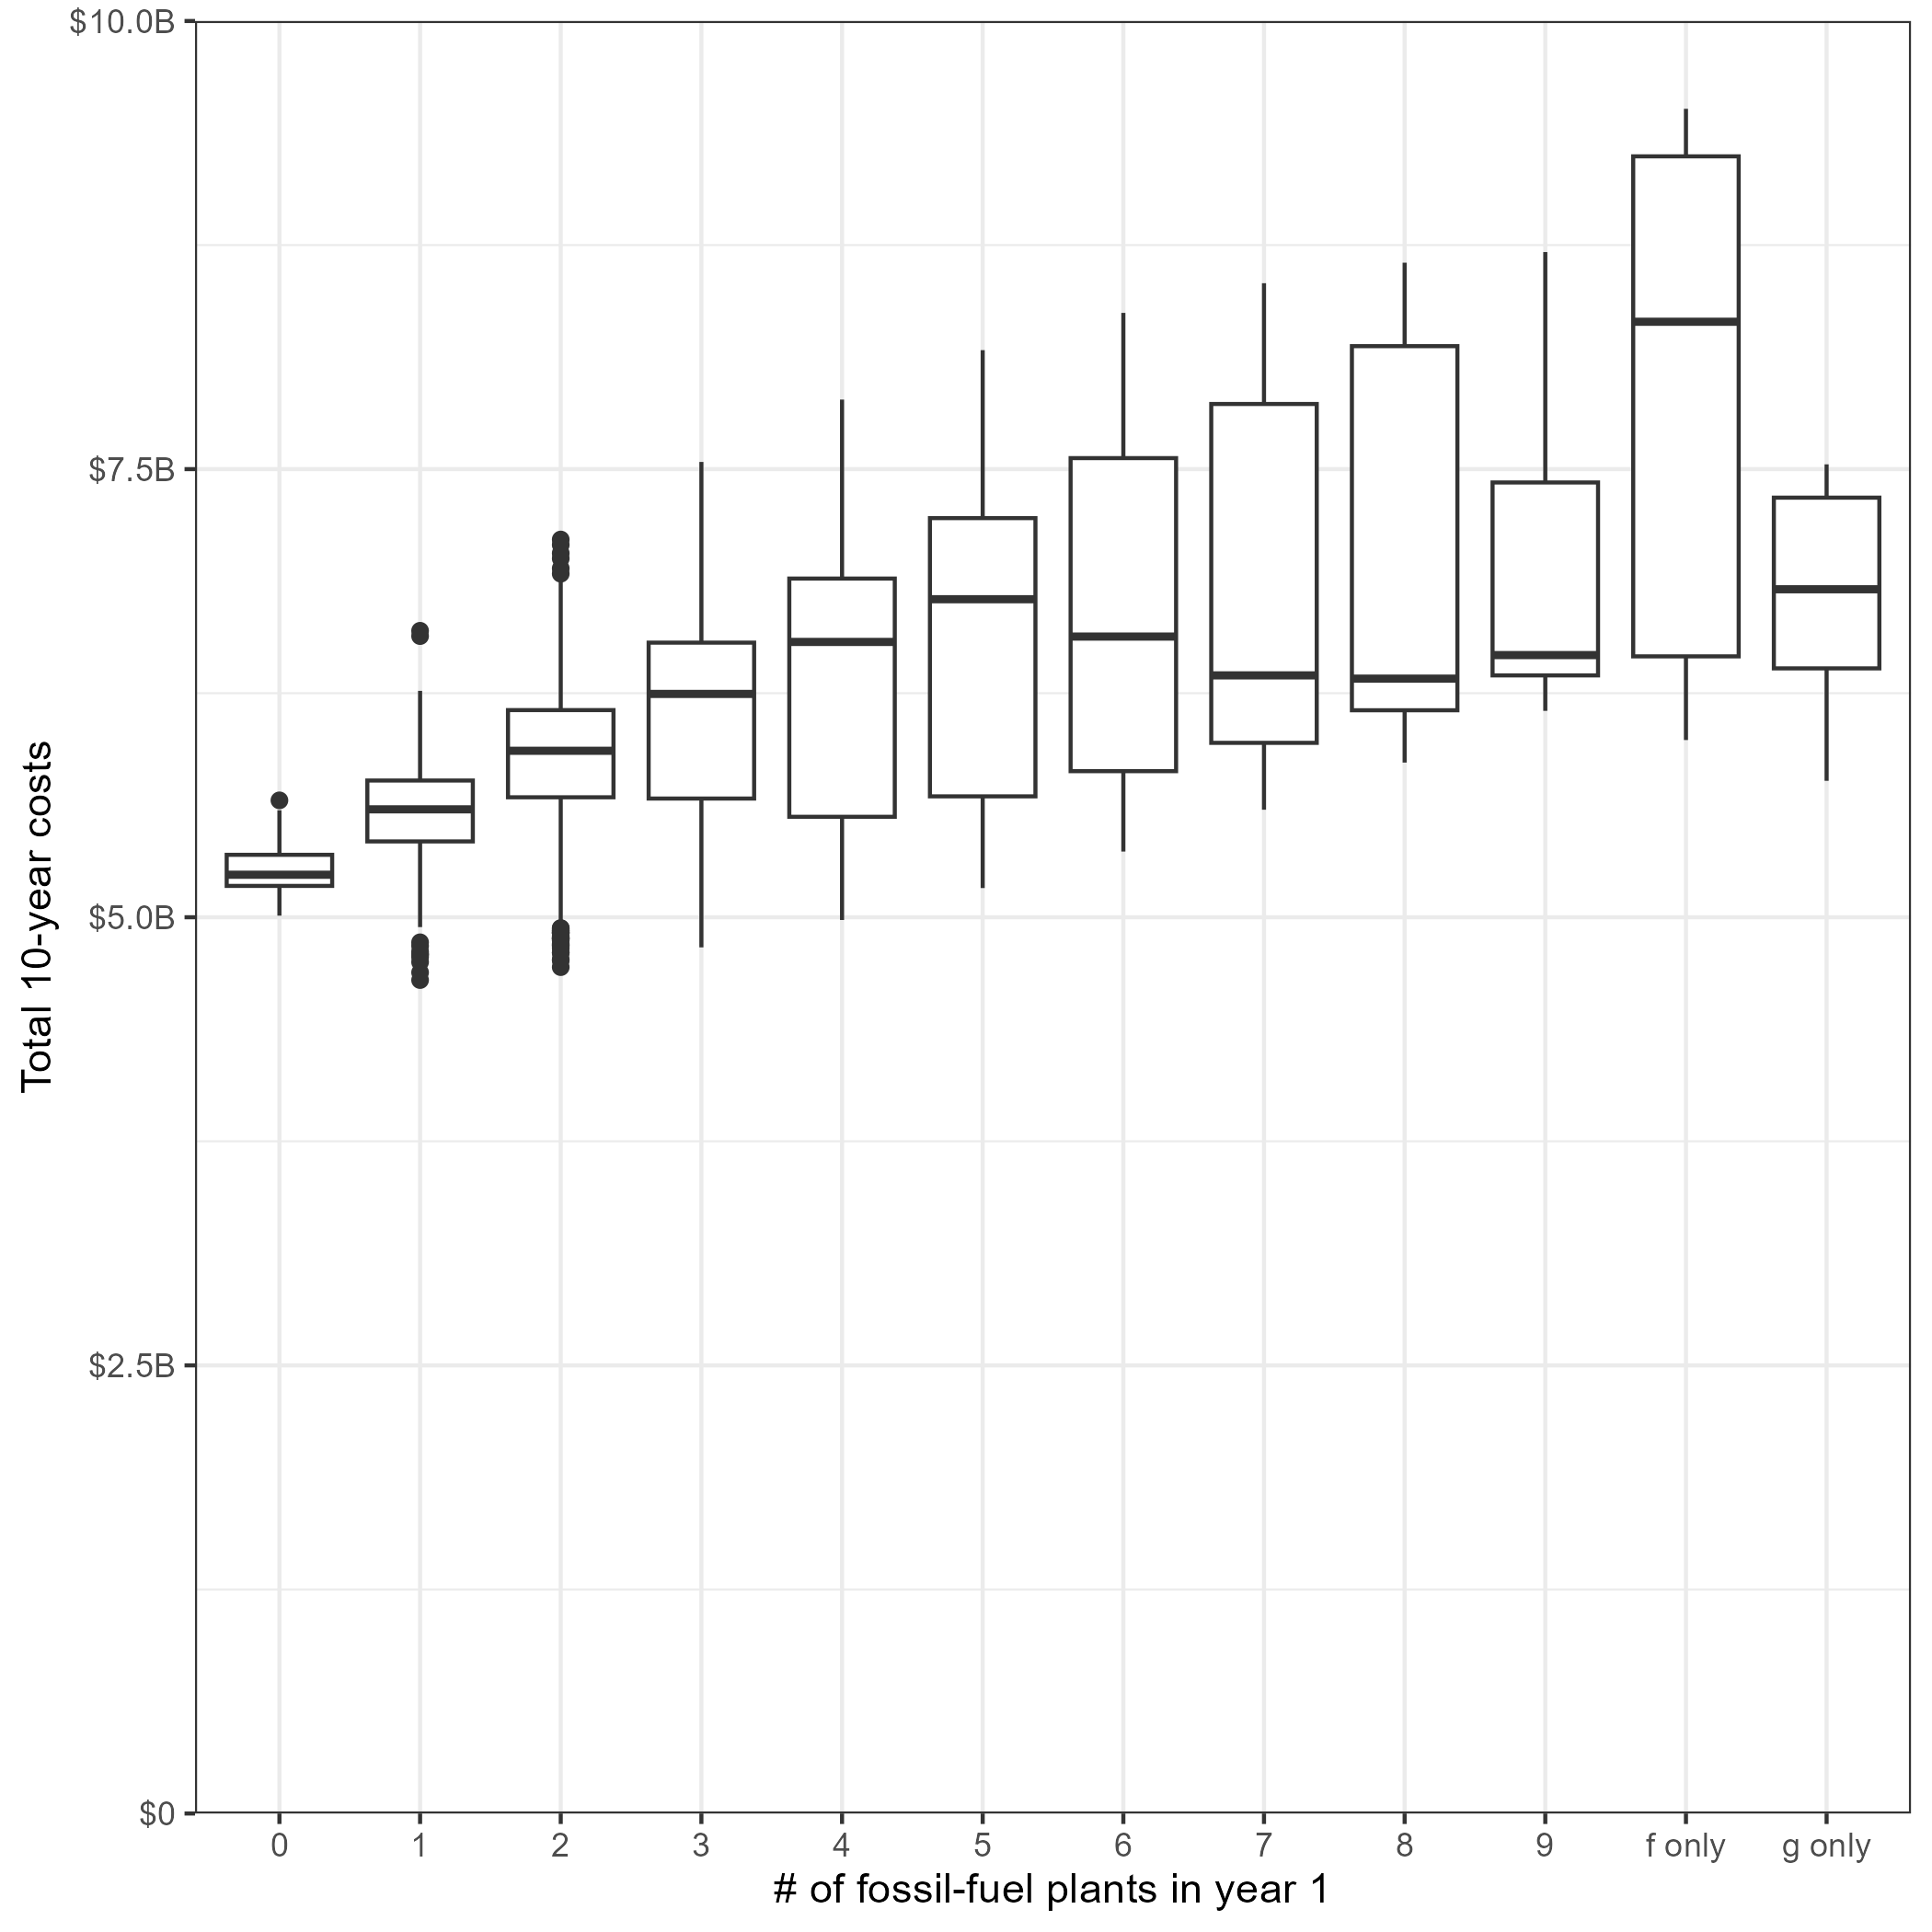 Total 10-year costs
$10.0B
$7.5B
$5.0B
$2.5B
$0
0 1 2 3 4 5 6 7 8 9 f only g only
# of fossil-fuel plants in year 1